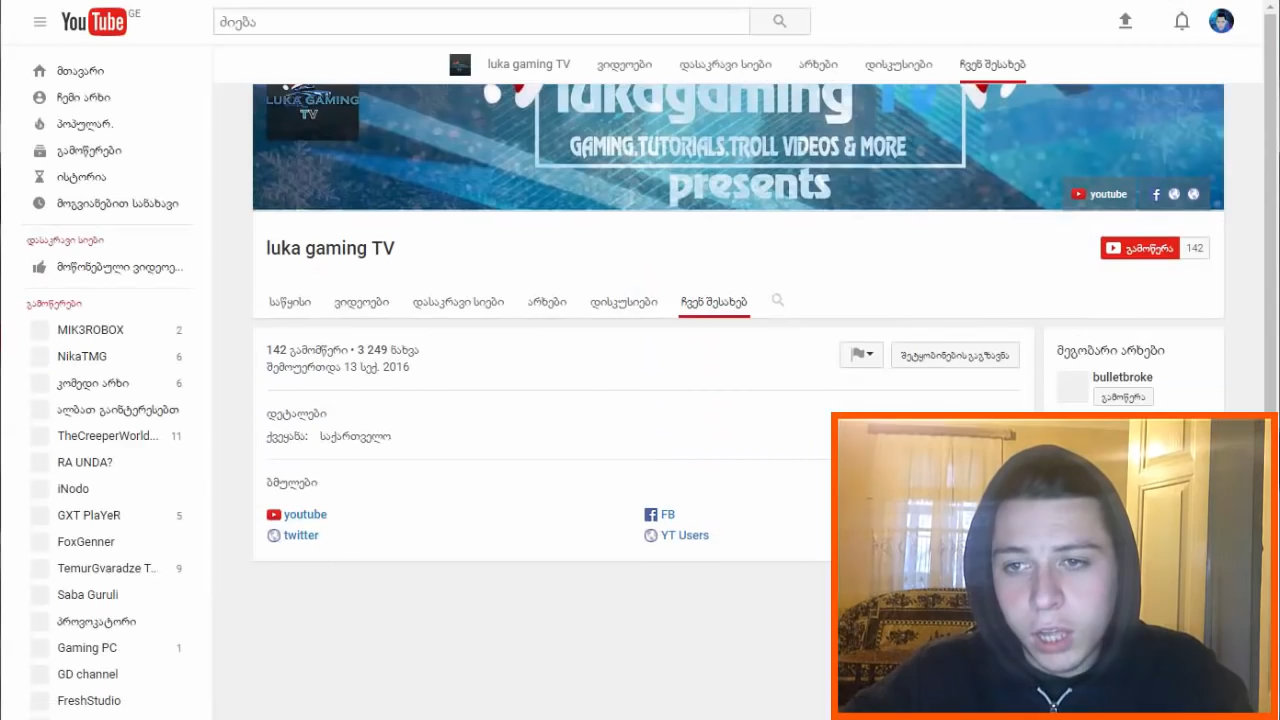 YouTube GE
ძიება
luka gaming TV ვიდეოები დასაკრავი სიები არხები დისკუსიები ჩვენ შესახებ
მთავარი
ჩემი არხი
პოპულარ.
გამოწერები
ისტორია
მოგვიანებით სანახავი
დასაკრავი სიები
მოწონებული ვიდეოე...
გამოწერები
MIK3ROBOX 2
NikaTMG 6
კომედი არხი 6
ალბათ გაინტერესებთ
TheCreeperWorld... 11
RA UNDA?
iNodo
GXT PlaYeR 5
FoxGenner
TemurGvaradze T... 9
Saba Guruli
პროვოკატორი
Gaming PC 1
GD channel
FreshStudio
LUKA GAMING
TV
lukagaming TV
GAMING,TUTORIALS,TROLL VIDEOS & MORE
presents
youtube
luka gaming TV
გამოწერა 142
საწყისი ვიდეოები დასაკრავი სიები არხები დისკუსიები ჩვენ შესახებ
142 გამომწერი • 3 249 ნახვა
შემოუერთდა 13 სექ. 2016
შეტყობინების გაგზავნა
დეტალები
ქვეყანა: საქართველო
ბმულები
youtube FB
twitter YT Users
მეგობარი არხები
bulletbroke
გამოწერა